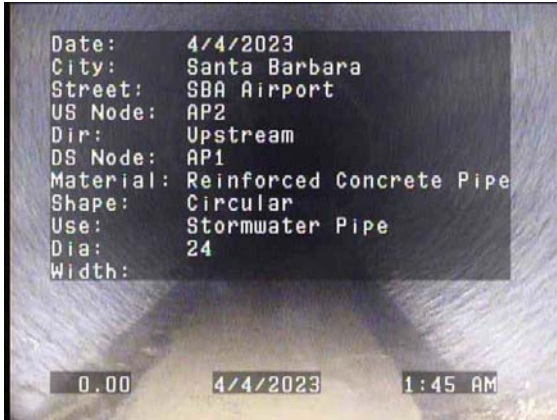 Date: 4/4/2023
City: Santa Barbara
Street: SBA Airport
US Node: AP2
Dir: Upstream
DS Node: AP1
Material: Reinforced Concrete Pipe
Shape: Circular
Use: Stormwater Pipe
Dia: 24
Width:
0.00 4/4/2023 1:45 AM